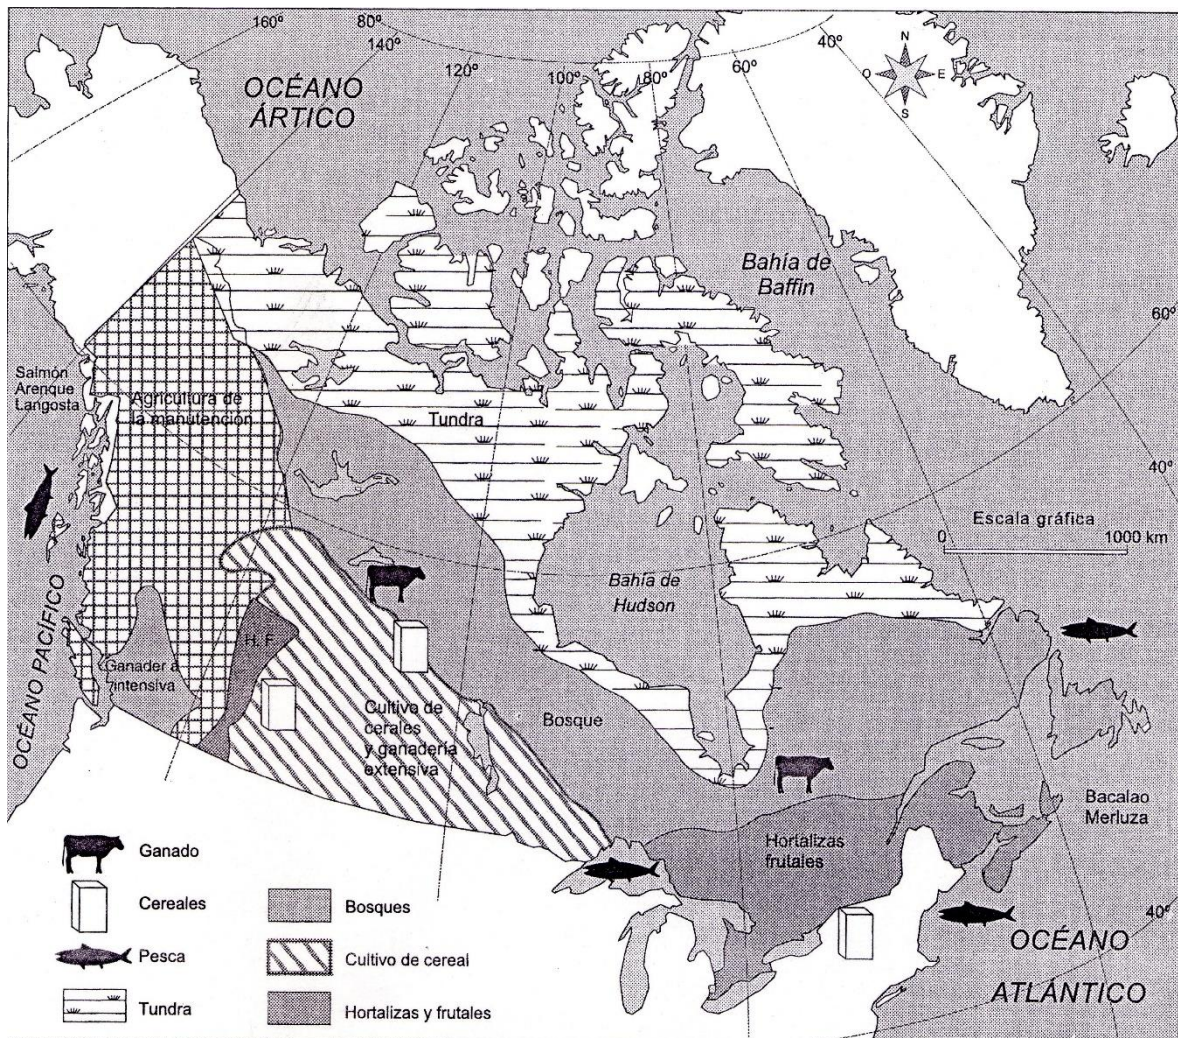 160º
80º
140º
120º
100º
80º
60º
40º
N
O
E
S
OCÉANO
ÁRTICO
Bahía de
Baffin
60º
Salmón
Arenque
Langosta
Agricultura de
la manutención
Tundra
40º
Escala gráfica
0
1000 km
Bahía de
Hudson
OCÉANO PACÍFICO
H. F.
Ganader a
intensiva
Cultivo de
cerales
y ganadería
extensiva
Bosque
Bacalao
Merluza
Hortalizas
frutales
40º
OCÉANO
ATLÁNTICO
Ganado
Cereales
Pesca
Tundra
Bosques
Cultivo de cereal
Hortalizas y frutales